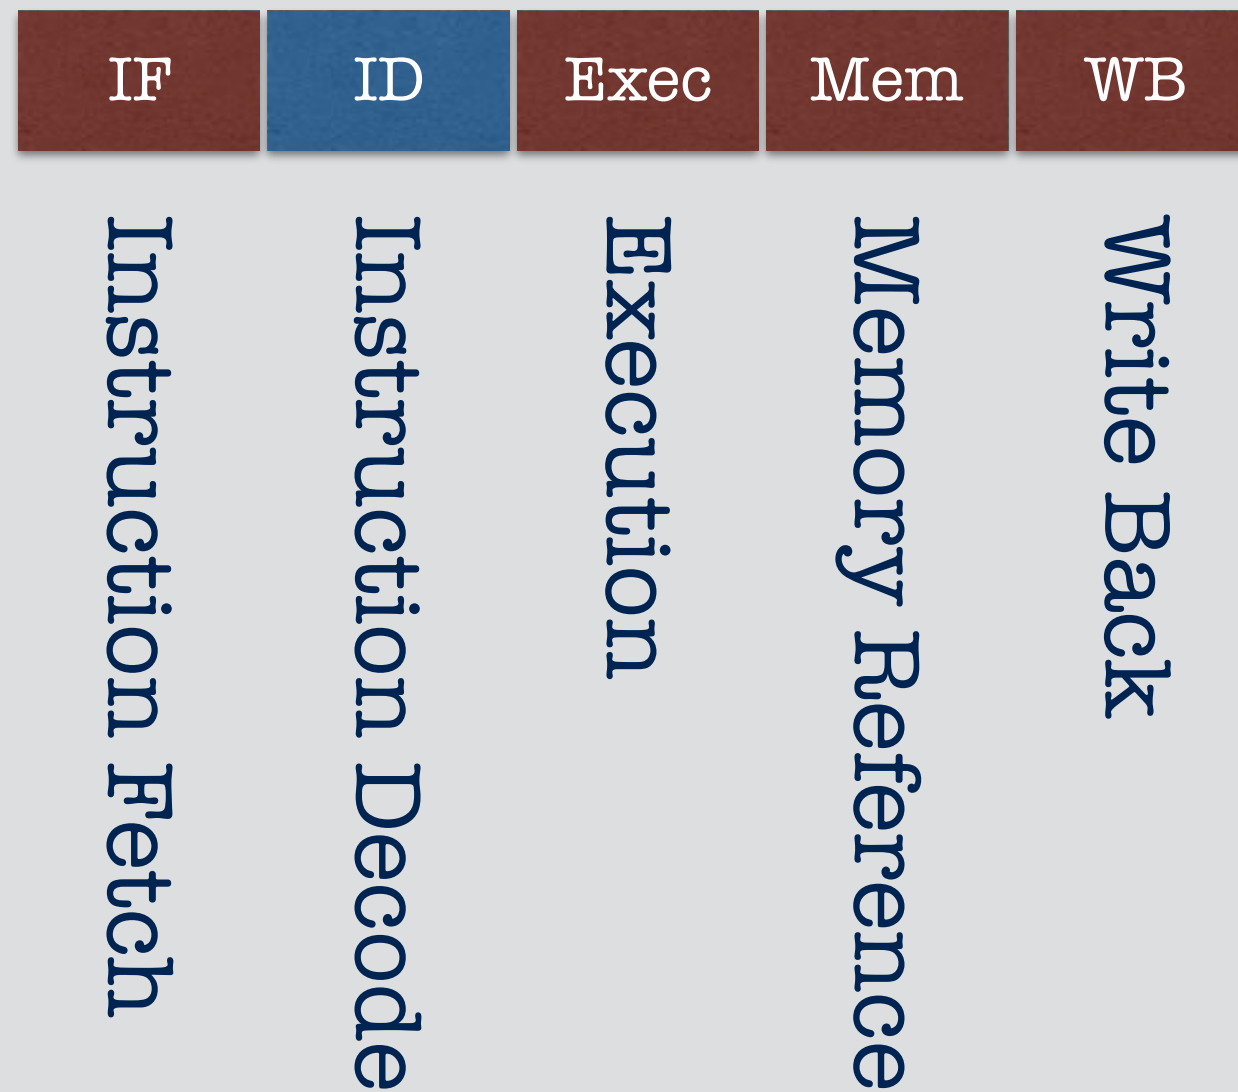 IF ID Exec Mem WB
Instruction Fetch
Instruction Decode
Execution
Memory Reference
Write Back